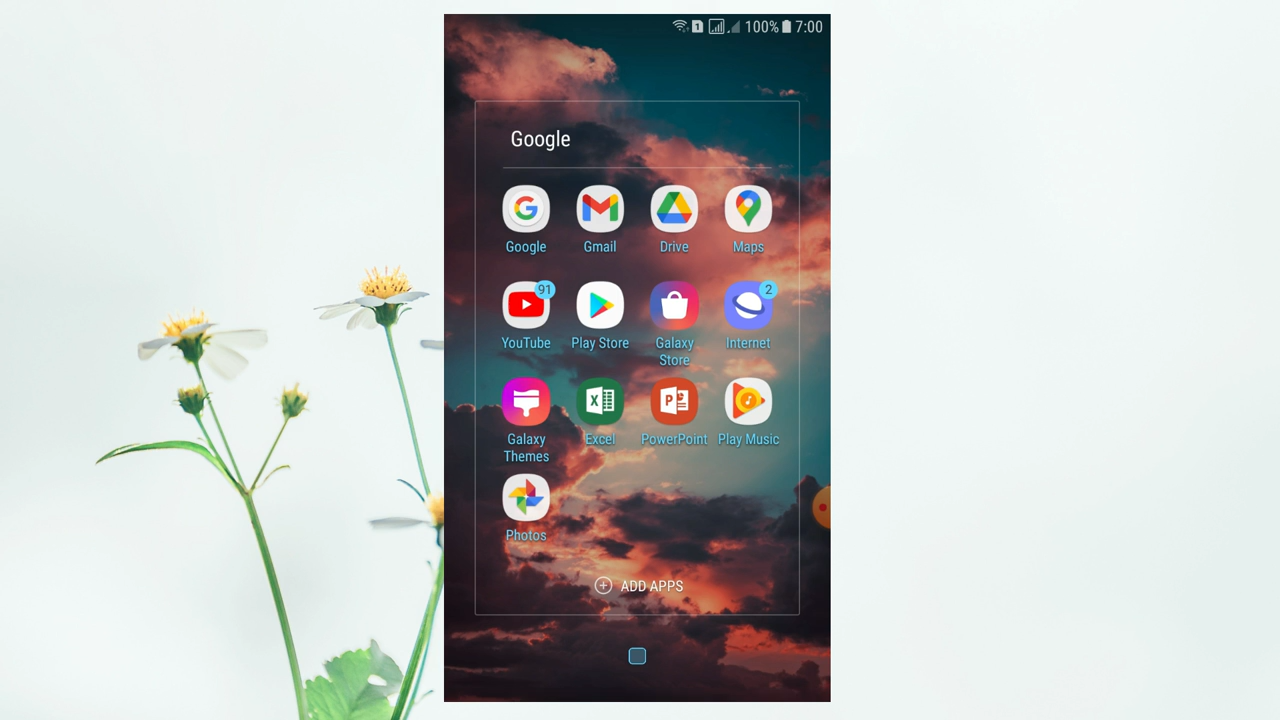 1 100% 7:00
Google
Google Gmail Drive Maps
91 2
YouTube Play Store Galaxy Store Internet
Galaxy Themes Excel PowerPoint Play Music
Photos
ADD APPS